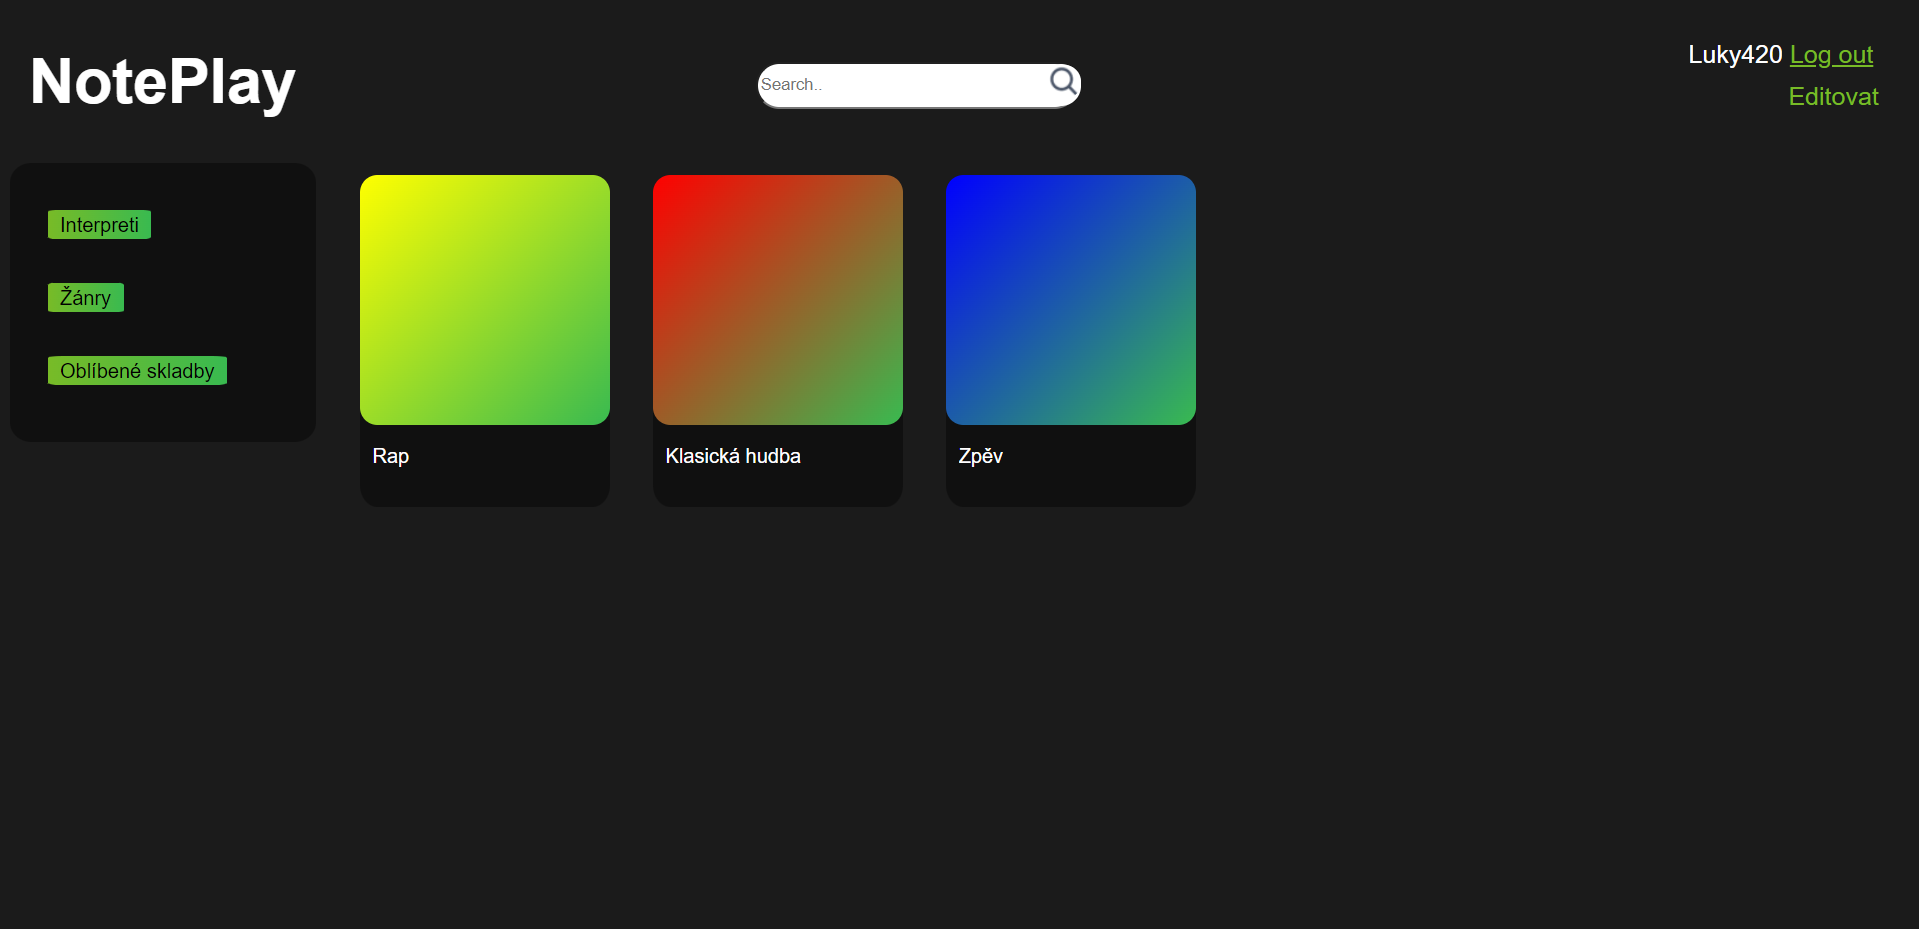 NotePlay
Search..
Luky420 Log out
Editovat
Interpreti
Žánry
Oblíbené skladby
Rap
Klasická hudba
Zpěv